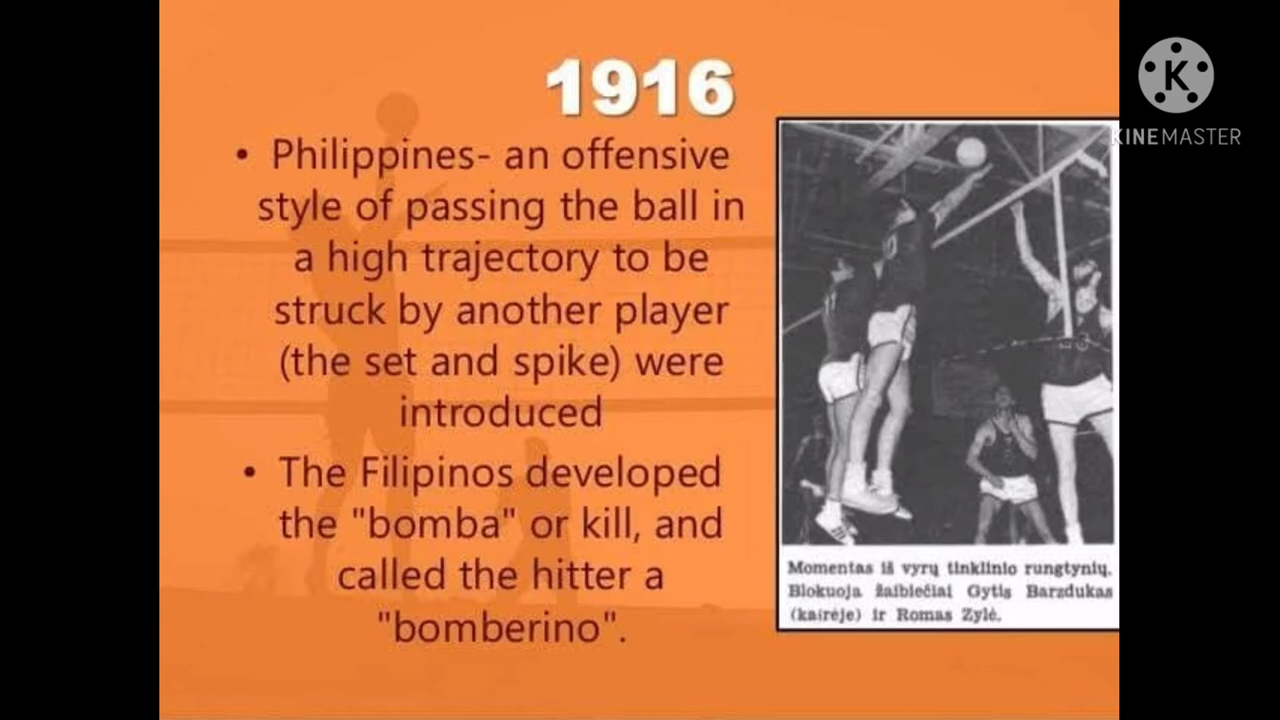 1916
• Philippines- an offensive
style of passing the ball in
a high trajectory to be
struck by another player
(the set and spike) were
introduced
• The Filipinos developed
the "bomba" or kill, and
called the hitter a
"bomberino".
Momentas iš vyrų tinklinio rungtynių.
Blokuoja žaibiečiai Gytis Barzdukas
(kairėje) ir Romas Zylė.
K
KINEMASTER